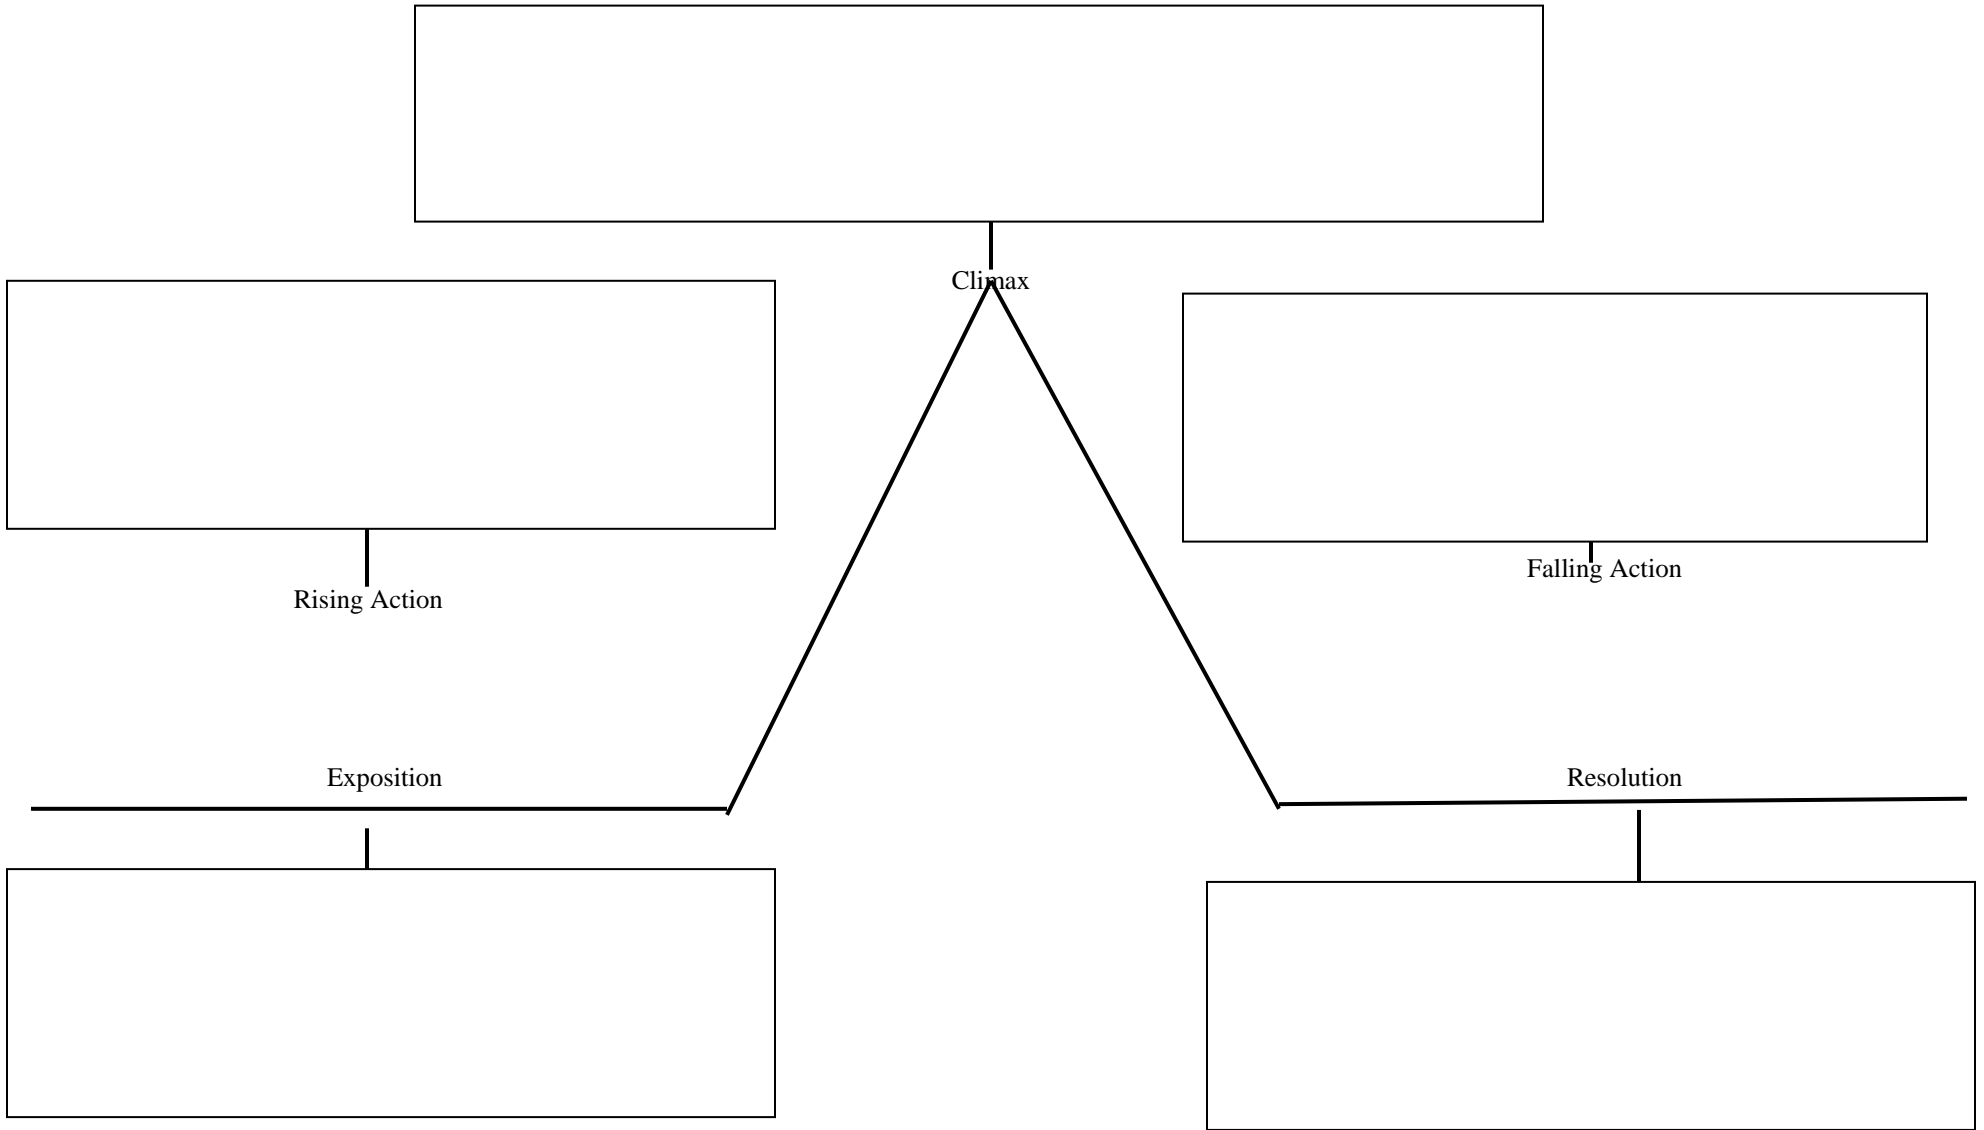 Climax
Falling Action
Rising Action
Exposition
Resolution